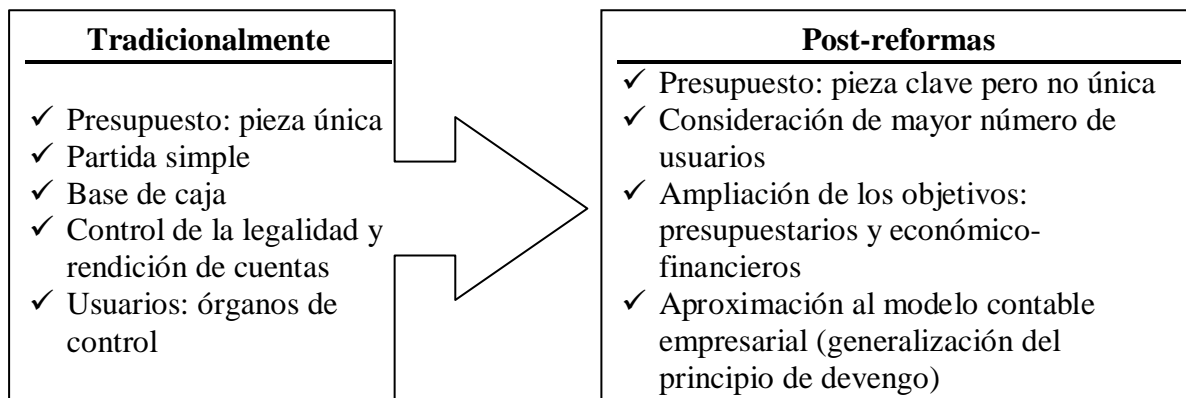 Tradicionalmente
✓ Presupuesto: pieza única
✓ Partida simple
✓ Base de caja
✓ Control de la legalidad y
rendición de cuentas
✓ Usuarios: órganos de
control
Post-reformas
✓ Presupuesto: pieza clave pero no única
✓ Consideración de mayor número de
usuarios
✓ Ampliación de los objetivos:
presupuestarios y económico-
financieros
✓ Aproximación al modelo contable
empresarial (generalización del
principio de devengo)